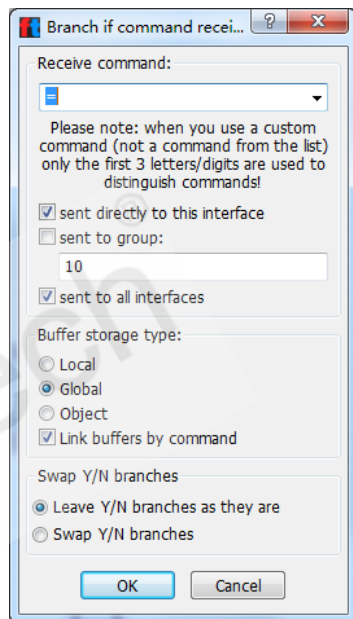 Branch if command recei...
Receive command:
=
Please note: when you use a custom
command (not a command from the list)
only the first 3 letters/digits are used to
distinguish commands!
sent directly to this interface
sent to group:
10
sent to all interfaces
Buffer storage type:
Local
Global
Object
Link buffers by command
Swap Y/N branches
Leave Y/N branches as they are
Swap Y/N branches
OK
Cancel